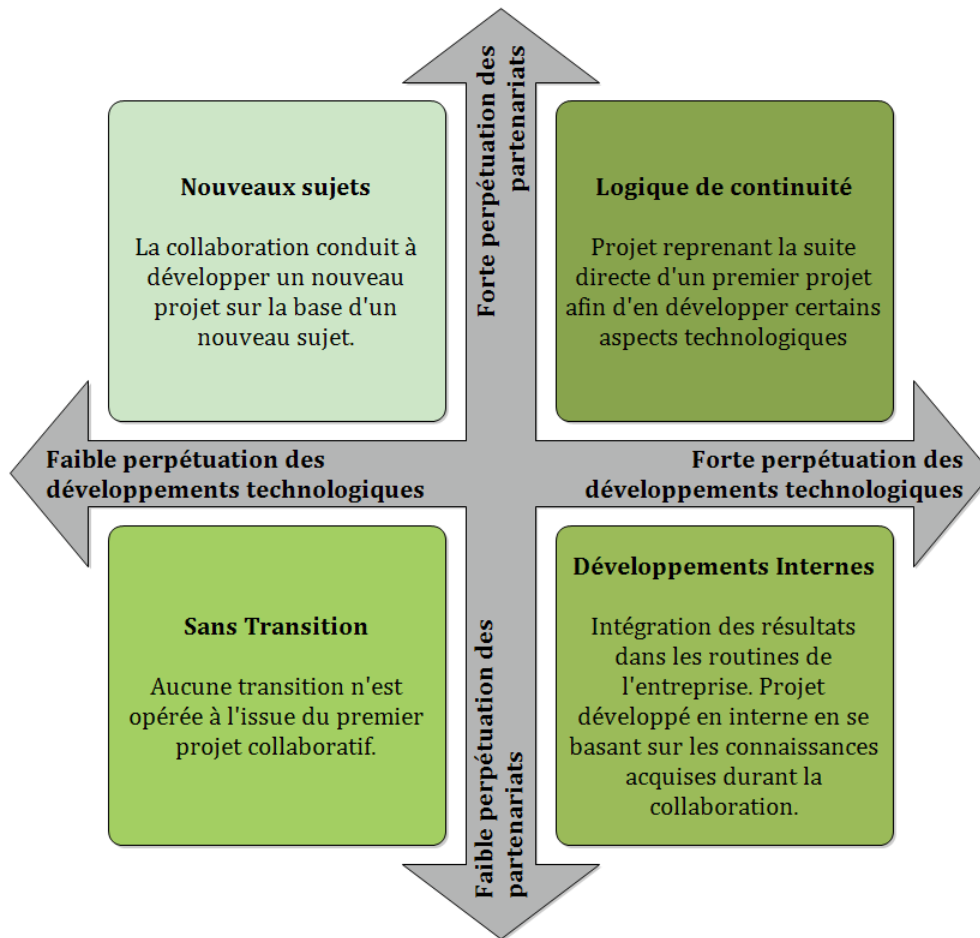 Forte perpétuation des
partenariats
Nouveaux sujets
La collaboration conduit à
développer un nouveau
projet sur la base d'un
nouveau sujet.
Logique de continuité
Projet reprenant la suite
directe d'un premier projet
afin d'en développer certains
aspects technologiques
Faible perpétuation des
développements technologiques
Forte perpétuation des
développements technologiques
Sans Transition
Aucune transition n'est
opérée à l'issue du premier
projet collaboratif.
Développements Internes
Intégration des résultats
dans les routines de
l'entreprise. Projet
développé en interne en se
basant sur les connaissances
acquises durant la
collaboration.
Faible perpétuation des
partenariats